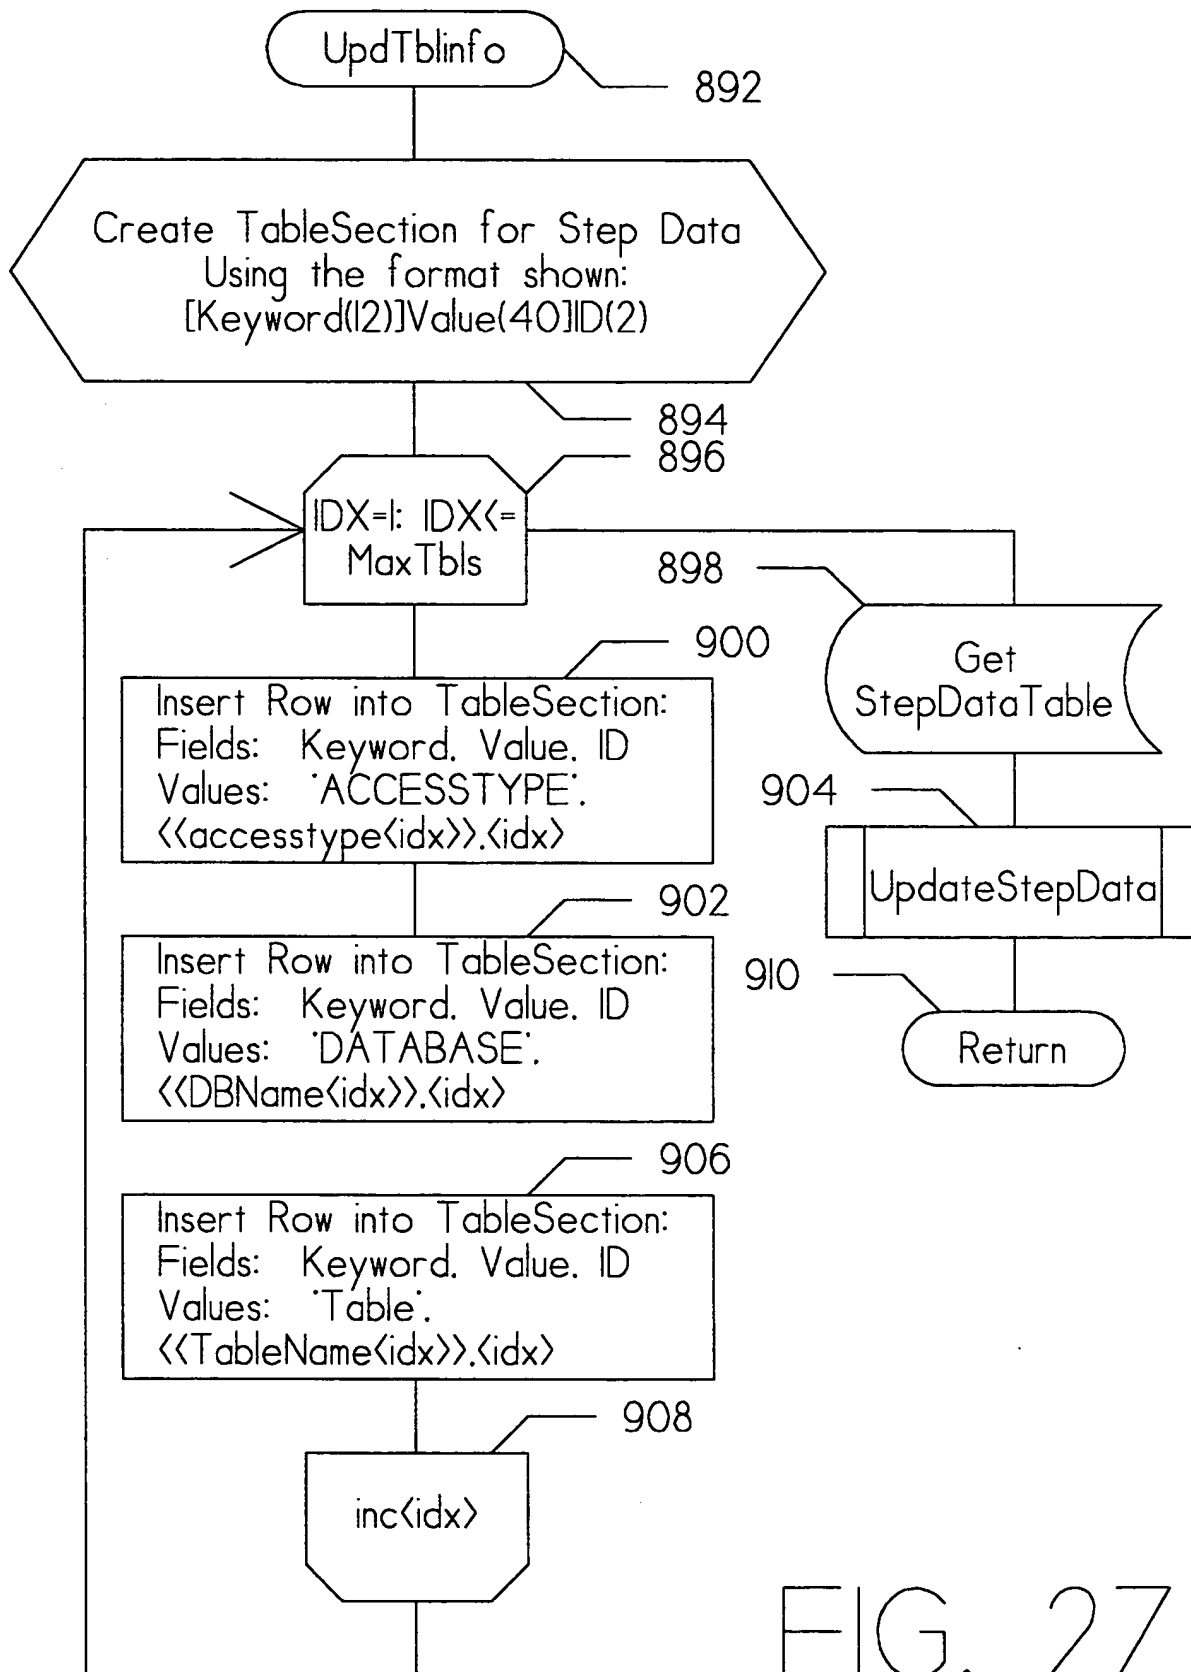 UpdTblinfo
892
Create TableSection for Step Data
Using the format shown:
[Keyword(12)]Value(40]ID(2)
894
896
IDX=1: IDX<=
MaxTbls
898
Get
StepDataTable
900
Insert Row into TableSection:
Fields: Keyword, Value, ID
Values: 'ACCESSTYPE',
<<accesstype<idx>>,<idx>
904
UpdateStepData
902
Insert Row into TableSection:
Fields: Keyword, Value, ID
Values: 'DATABASE',
<<DBName<idx>>,<idx>
910
Return
906
Insert Row into TableSection:
Fields: Keyword, Value, ID
Values: 'Table',
<<TableName<idx>>,<idx>
908
inc<idx>
FIG. 27